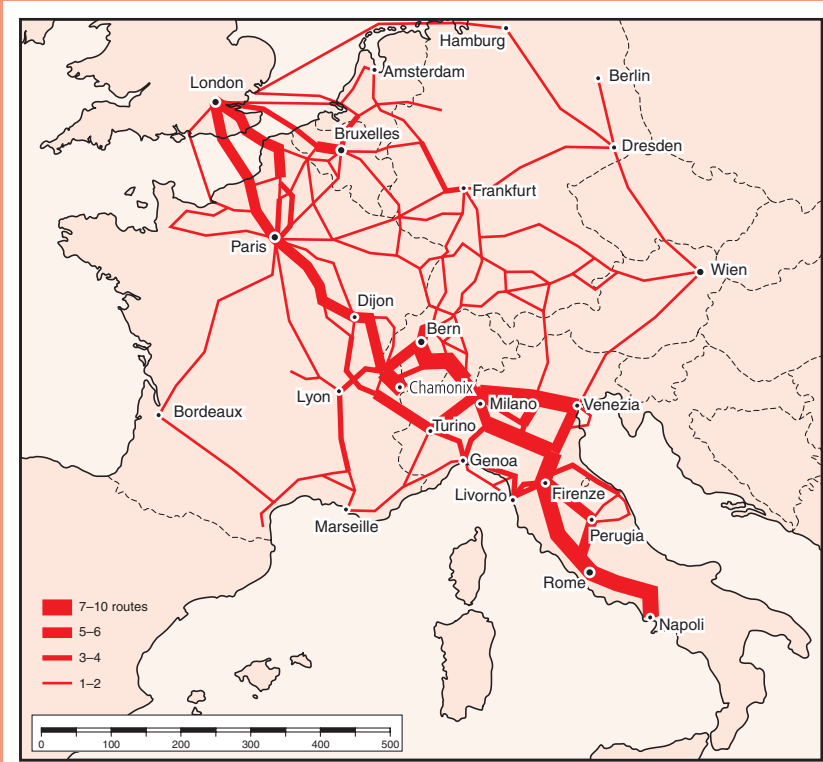 Hamburg
Amsterdam
Berlin
London
Bruxelles
Dresden
Frankfurt
Paris
Wien
Dijon
Bern
Chamonix
Lyon
Milano
Venezia
Bordeaux
Turino
Genoa
Livorno
Firenze
Marseille
Perugia
Rome
Napoli
7–10 routes
5–6
3–4
1–2
0 100 200 300 400 500